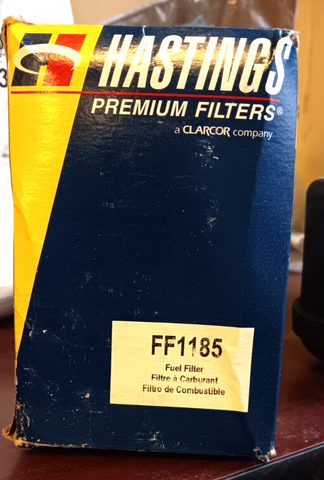 HASTINGS
PREMIUM FILTERS®
a CLARCOR company
FF1185
Fuel Filter
Filtre à Carburant
Filtro de Combustible